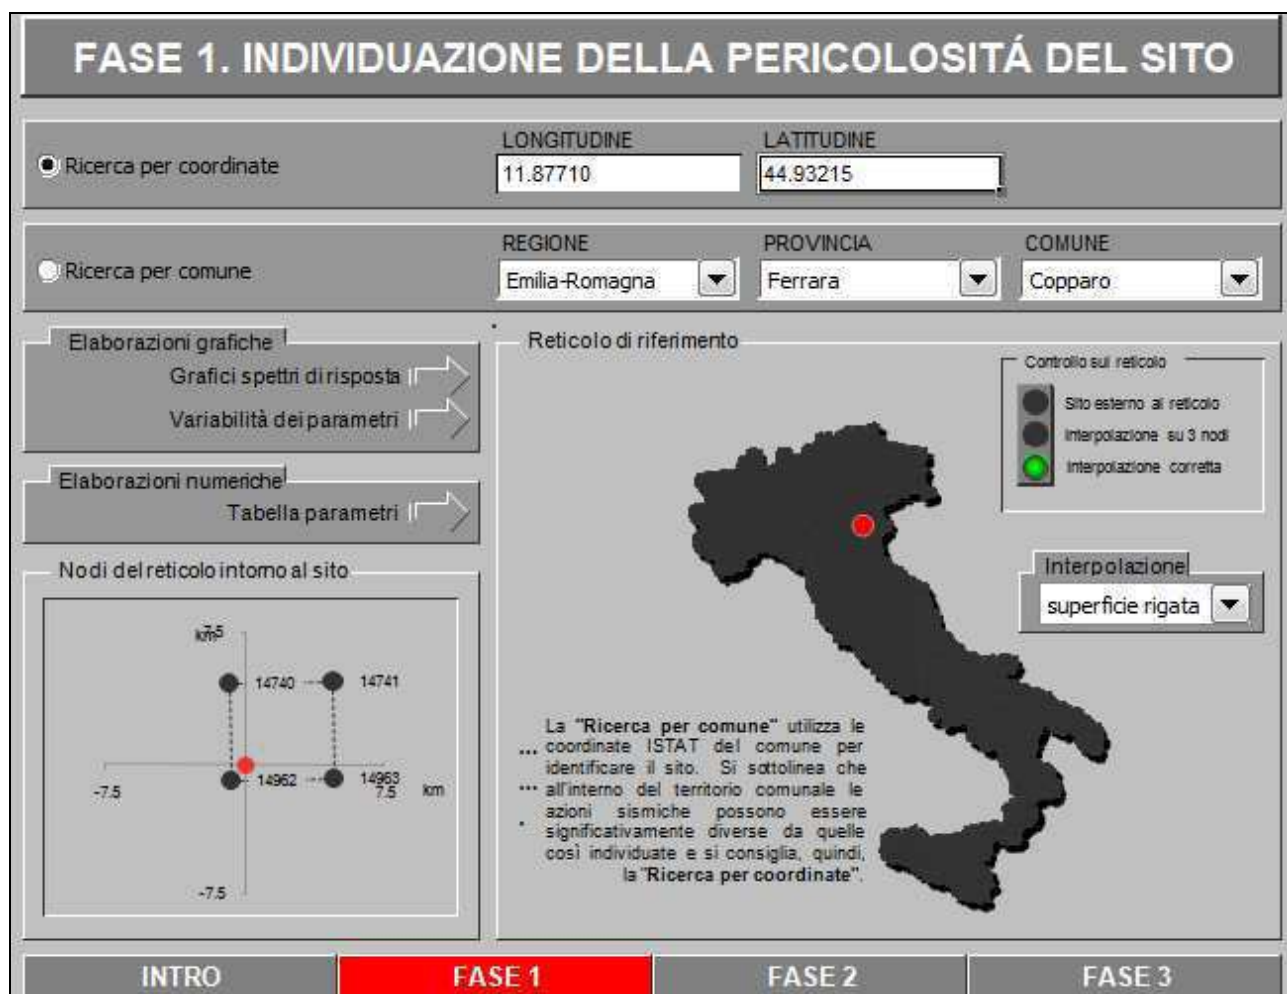 FASE 1. INDIVIDUAZIONE DELLA PERICOLOSITÁ DEL SITO
Ricerca per coordinate
LONGITUDINE
11.87710
LATITUDINE
44.93215
Ricerca per comune
REGIONE
Emilia-Romagna
PROVINCIA
Ferrara
COMUNE
Copparo
Elaborazioni grafiche
Grafici spettri di risposta
Variabilità dei parametri
Elaborazioni numeriche
Tabella parametri
Nodi del reticolo intorno al sito
km
7.5
14740
14741
14962
14963
-7.5
7.5
km
-7.5
Reticolo di riferimento
Controllo sul reticolo
Sito esterno al reticolo
Interpolazione su 3 nodi
Interpolazione corretta
Interpolazione
superficie rigata
La "Ricerca per comune" utilizza le
coordinate ISTAT del comune per
identificare il sito. Si sottolinea che
all'interno del territorio comunale le
azioni sismiche possono essere
significativamente diverse da quelle
così individuate e si consiglia, quindi,
la "Ricerca per coordinate".
INTRO
FASE 1
FASE 2
FASE 3